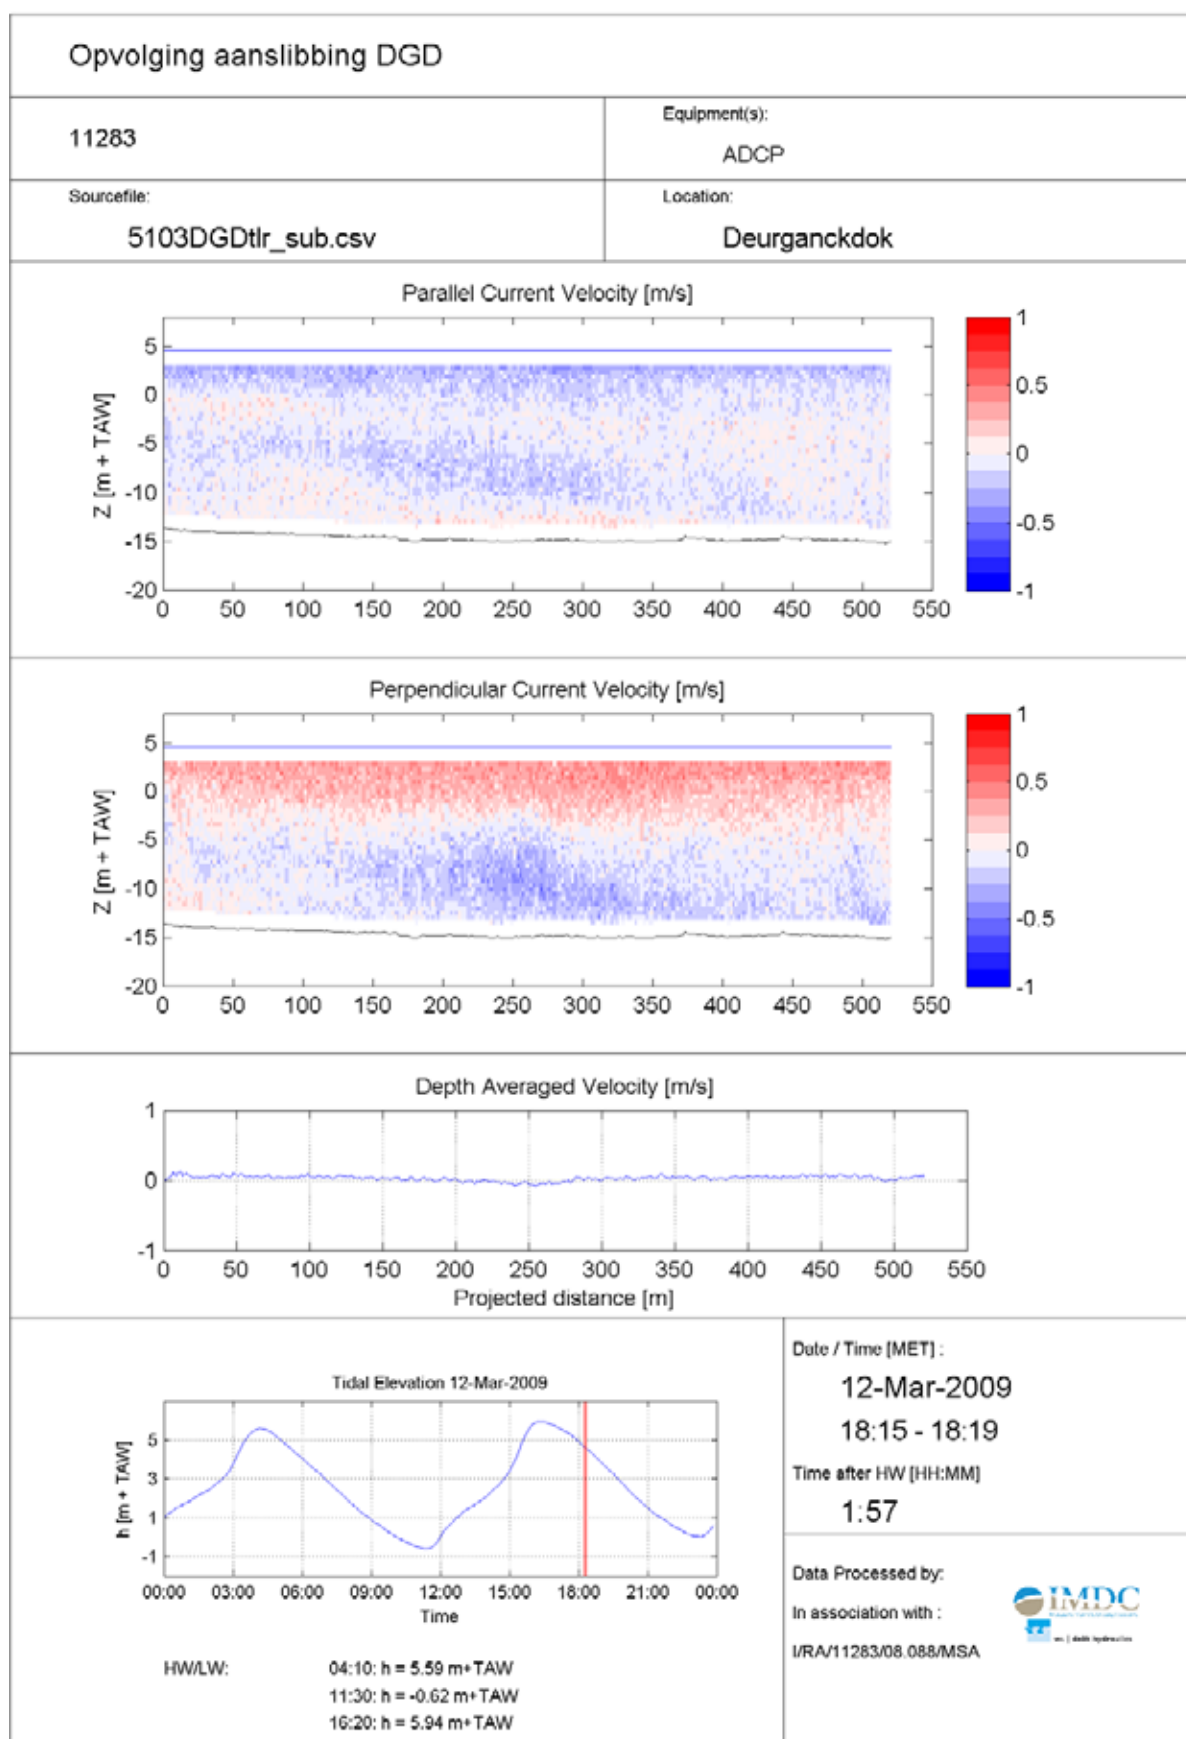 Opvolging aanslibbing DGD
11283
Equipment(s):
ADCP
Sourcefile:
5103DGDtlr_sub.csv
Location:
Deurganckdok
Parallel Current Velocity [m/s]
Z [m + TAW]
5
0
-5
-10
-15
-20
0 50 100 150 200 250 300 350 400 450 500 550
1
0.5
0
-0.5
-1
Perpendicular Current Velocity [m/s]
Z [m + TAW]
5
0
-5
-10
-15
-20
0 50 100 150 200 250 300 350 400 450 500 550
1
0.5
0
-0.5
-1
Depth Averaged Velocity [m/s]
1
0
-1
0 50 100 150 200 250 300 350 400 450 500 550
Projected distance [m]
Tidal Elevation 12-Mar-2009
h [m + TAW]
5
3
1
-1
00:00 03:00 06:00 09:00 12:00 15:00 18:00 21:00 00:00
Time
HW/LW:
04:10: h = 5.59 m+TAW
11:30: h = -0.62 m+TAW
16:20: h = 5.94 m+TAW
Date / Time [MET] :
12-Mar-2009
18:15 - 18:19
Time after HW [HH:MM]
1:57
Data Processed by:
IMDC
In association with :
wl | delft hydraulics
I/RA/11283/08.088/MSA